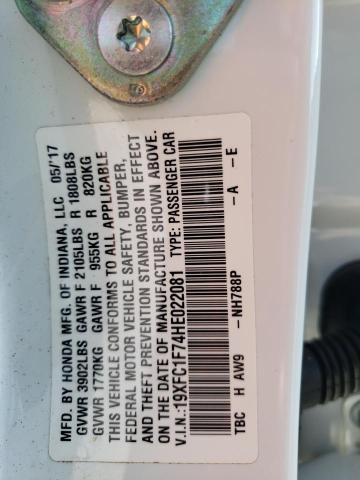 MFD. BY HONDA MFG. OF INDIANA, LLC 05/'17
GVWR 3902LBS GAWR F 2105LBS R 1808LBS
GVWR 1770KG GAWR F 955KG R 820KG
THIS VEHICLE CONFORMS TO ALL APPLICABLE
FEDERAL MOTOR VEHICLE SAFETY, BUMPER,
AND THEFT PREVENTION STANDARDS IN EFFECT
ON THE DATE OF MANUFACTURE SHOWN ABOVE.
V.I.N.: 19XFC1F74HE022081 TYPE: PASSENGER CAR
TBC H AW9 -NH788P -A -E